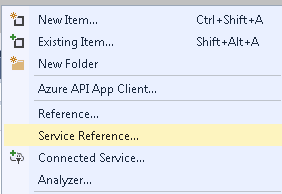 New Item... Ctrl+Shift+A
Existing Item... Shift+Alt+A
New Folder
Azure API App Client...
Reference...
Service Reference...
Connected Service...
Analyzer...